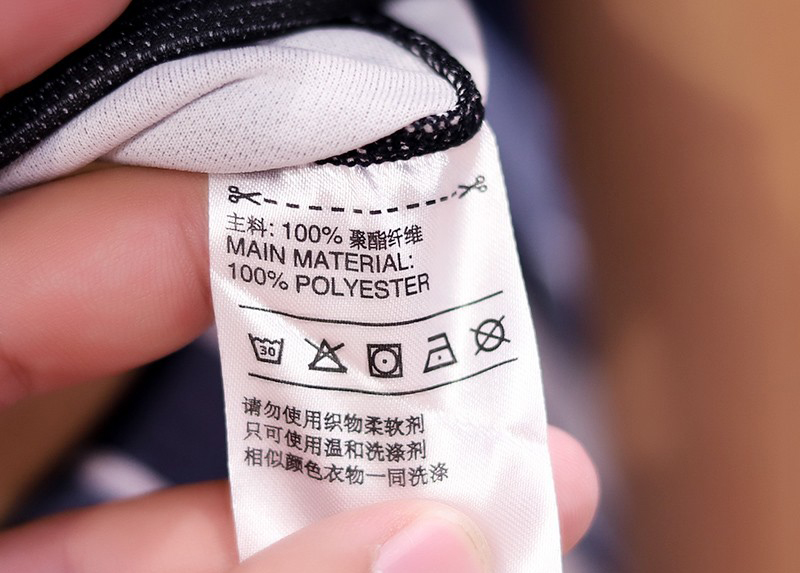 主料: 100% 聚酯纤维
MAIN MATERIAL:
100% POLYESTER
30
请勿使用织物柔软剂
只可使用温和洗涤剂
相似颜色衣物一同洗涤